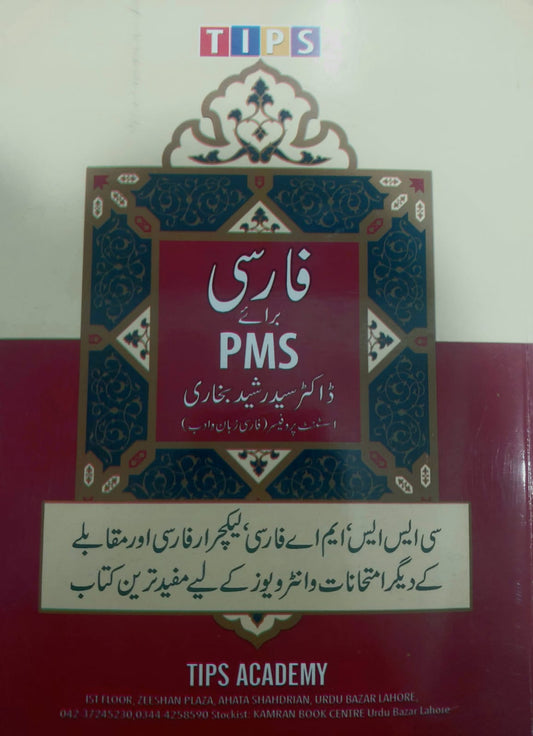 TIPS
فارسی
برائے
PMS
ڈاکٹر سید رشید بخاری
اسسٹنٹ پروفیسر (فارسی زبان و ادب)
سی ایس ایس، ایم اے فارسی، لیکچرار فارسی اور مقابلے
کے دیگر امتحانات و انٹرویوز کے لیے مفید ترین کتاب
TIPS ACADEMY
IST FLOOR, ZEESHAN PLAZA, AHATA SHAHDRIAN, URDU BAZAR LAHORE,
042-37245230,0344-4258590 Stockist: KAMRAN BOOK CENTRE Urdu Bazar Lahore